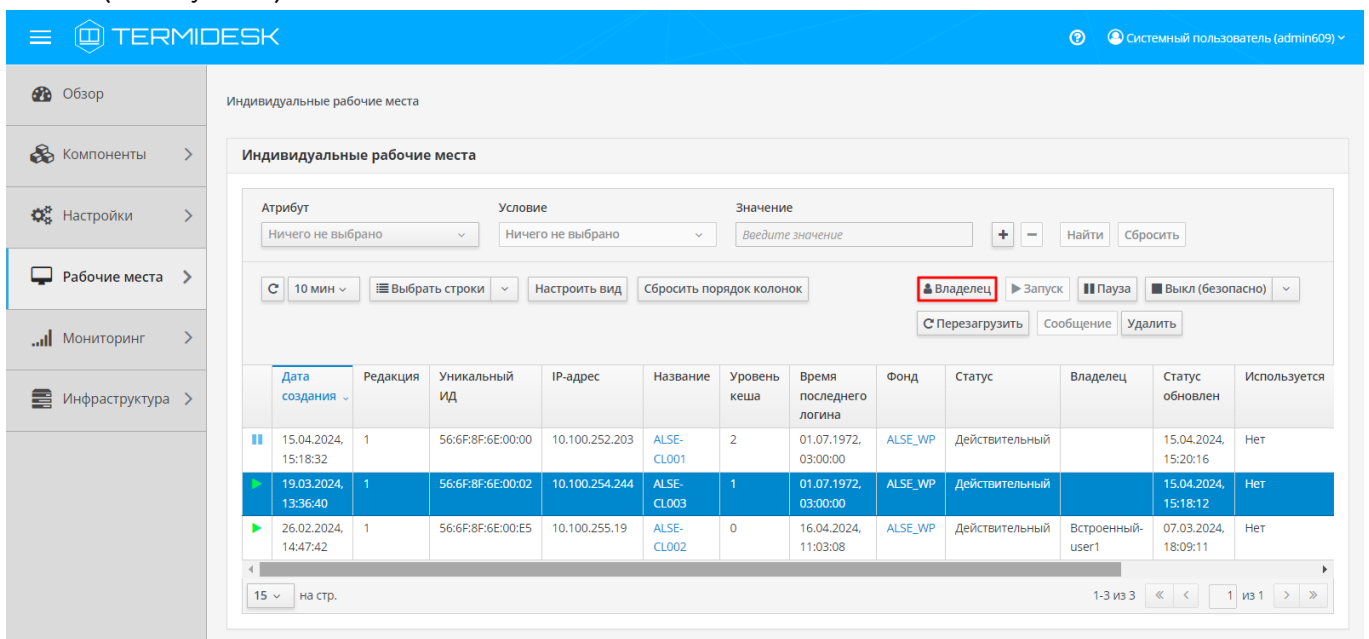 TERMIDESK
Системный пользователь (admin609)
Обзор
Компоненты
Настройки
Рабочие места
Мониторинг
Инфраструктура
Индивидуальные рабочие места
Индивидуальные рабочие места
Атрибут Условие Значение
Ничего не выбрано Ничего не выбрано Введите значение + − Найти Сбросить
10 мин Выбрать строки Настроить вид Сбросить порядок колонок Владелец Запуск Пауза Выкл (безопасно)
Перезагрузить Сообщение Удалить
Дата Редакция Уникальный IP-адрес Название Уровень Время Фонд Статус Владелец Статус Используется
создания ИД кеша последнего обновлен
логина
15.04.2024, 1 56:6F:8F:6E:00:00 10.100.252.203 ALSE- 2 01.07.1972, ALSE_WP Действительный 15.04.2024, Нет
15:18:32 CL001 03:00:00 15:20:16
19.03.2024, 1 56:6F:8F:6E:00:02 10.100.254.244 ALSE- 1 01.07.1972, ALSE_WP Действительный 15.04.2024, Нет
13:36:40 CL003 03:00:00 15:18:12
26.02.2024, 1 56:6F:8F:6E:00:E5 10.100.255.19 ALSE- 0 16.04.2024, ALSE_WP Действительный Встроенный- 07.03.2024, Нет
14:47:42 CL002 11:03:08 user1 18:09:11
15 на стр. 1-3 из 3 « < 1 из 1 > »